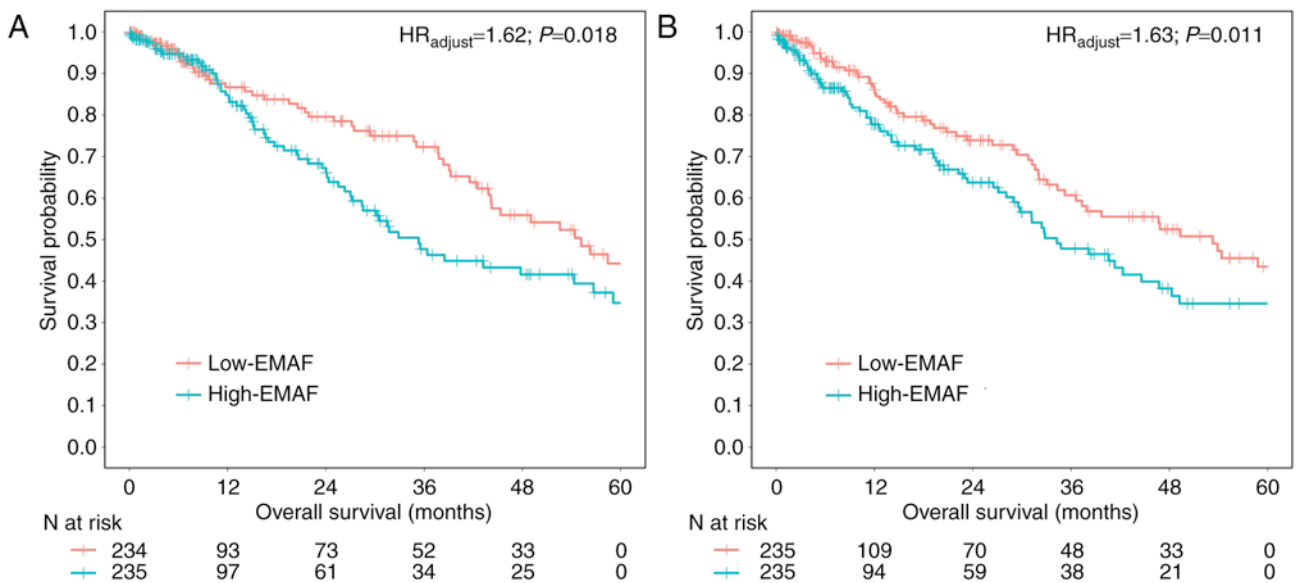 A
HRadjust=1.62; P=0.018
Survival probability
1.0
0.9
0.8
0.7
0.6
0.5
0.4
0.3
0.2
0.1
0.0
Low-EMAF
High-EMAF
0 12 24 36 48 60
Overall survival (months)
N at risk
234 93 73 52 33 0
235 97 61 34 25 0
B
HRadjust=1.63; P=0.011
Survival probability
1.0
0.9
0.8
0.7
0.6
0.5
0.4
0.3
0.2
0.1
0.0
Low-EMAF
High-EMAF
0 12 24 36 48 60
Overall survival (months)
N at risk
235 109 70 48 33 0
235 94 59 38 21 0